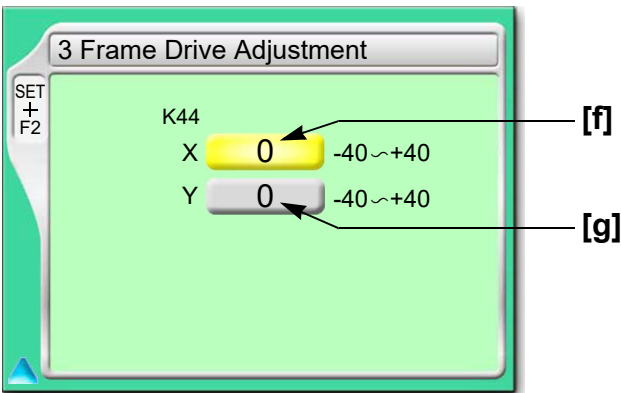 3 Frame Drive Adjustment
SET
+
F2
K44
X 0 -40∽+40
Y 0 -40∽+40
[f]
[g]